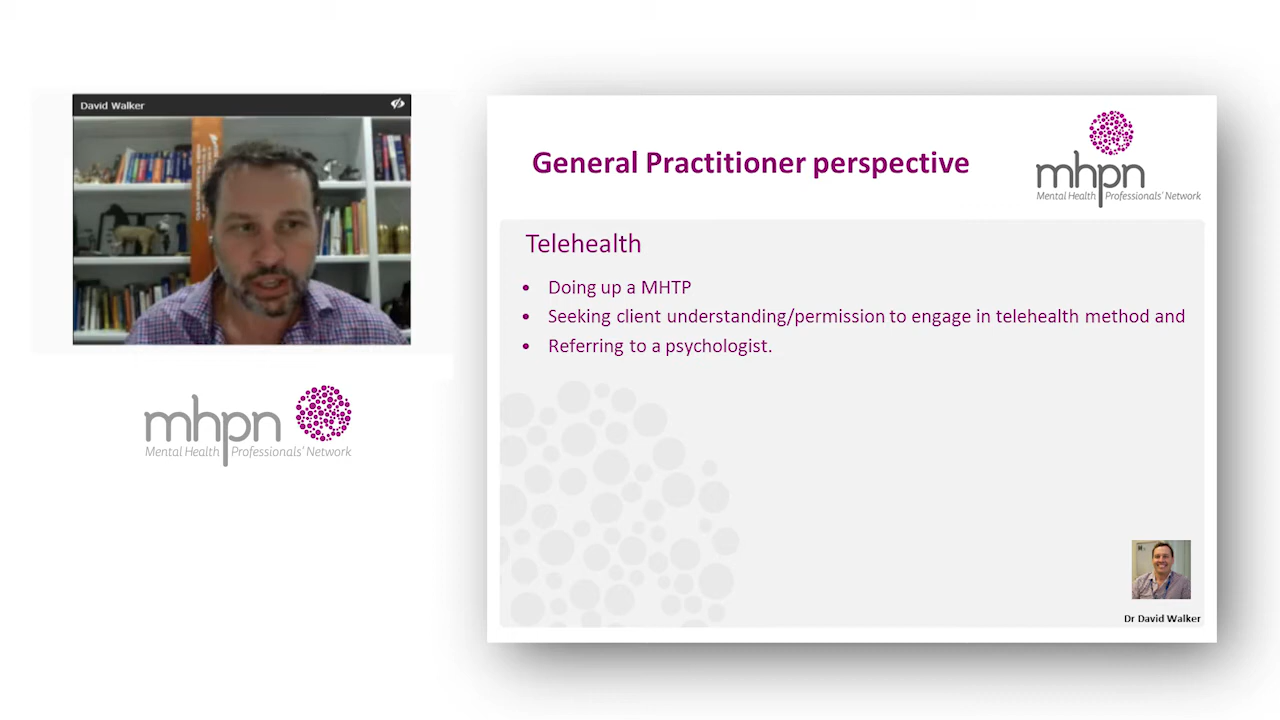 David Walker
mhpn
Mental Health Professionals' Network
General Practitioner perspective
mhpn
Mental Health Professionals' Network
Telehealth
• Doing up a MHTP
• Seeking client understanding/permission to engage in telehealth method and
• Referring to a psychologist.
Dr David Walker